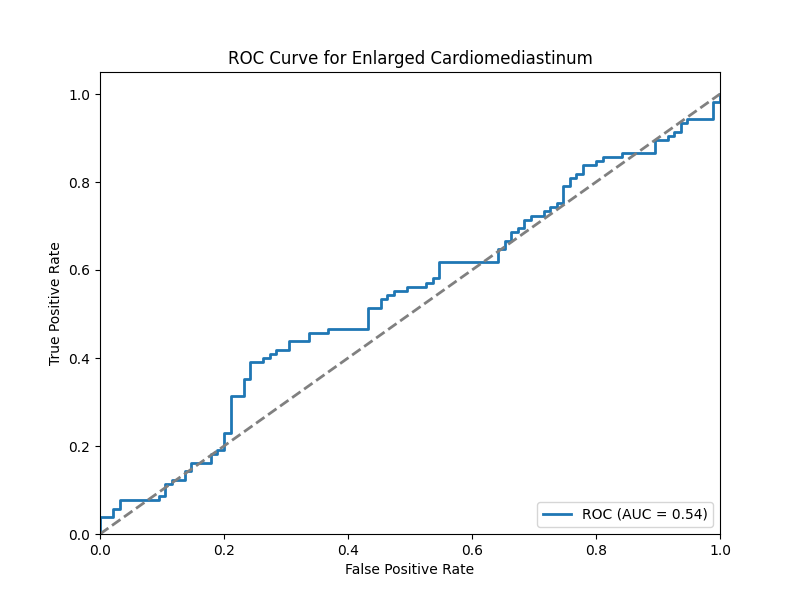 ROC Curve for Enlarged Cardiomediastinum
1.0
0.8
0.6
0.4
0.2
0.0
True Positive Rate
ROC (AUC = 0.54)
0.0 0.2 0.4 0.6 0.8 1.0
False Positive Rate